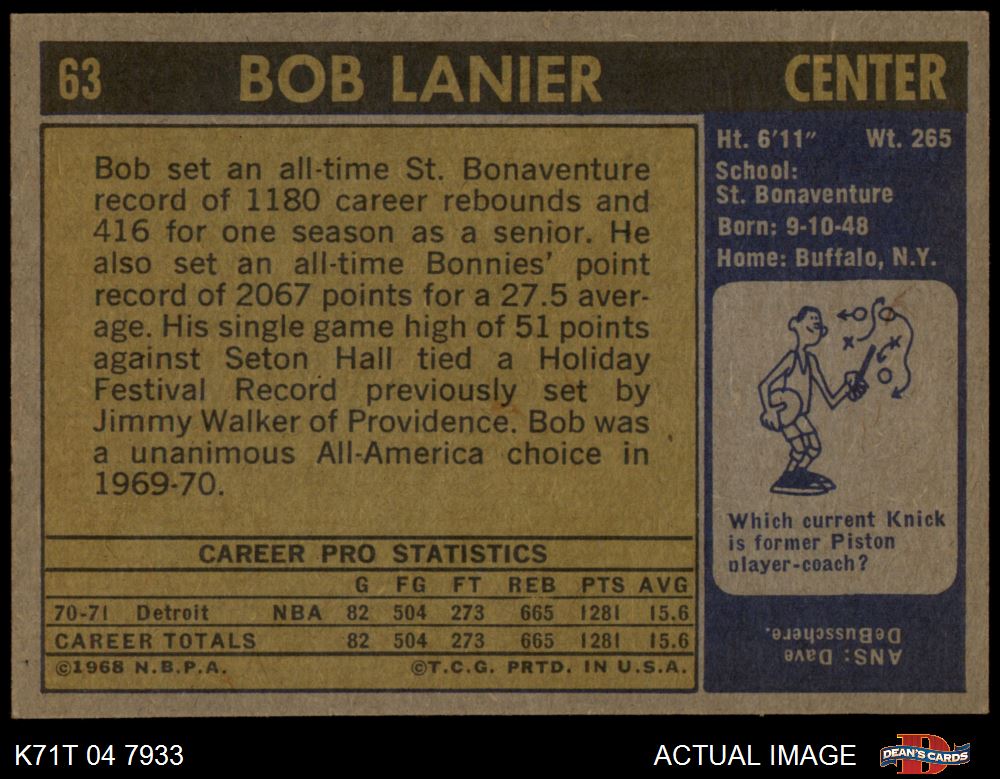 63 BOB LANIER CENTER
Bob set an all-time St. Bonaventure
record of 1180 career rebounds and
416 for one season as a senior. He
also set an all-time Bonnies' point
record of 2067 points for a 27.5 aver-
age. His single game high of 51 points
against Seton Hall tied a Holiday
Festival Record previously set by
Jimmy Walker of Providence. Bob was
a unanimous All-America choice in
1969-70.
CAREER PRO STATISTICS
G FG FT REB PTS AVG
70-71 Detroit NBA 82 504 273 665 1281 15.6
CAREER TOTALS 82 504 273 665 1281 15.6
©1968 N.B.P.A. ©T.C.G. PRTD. IN U.S.A.
Ht. 6'11" Wt. 265
School:
St. Bonaventure
Born: 9-10-48
Home: Buffalo, N.Y.
Which current Knick
is former Piston
player-coach?
ANS: Dave
DeBusschere.
K71T 04 7933 ACTUAL IMAGE
DEAN'S CARDS